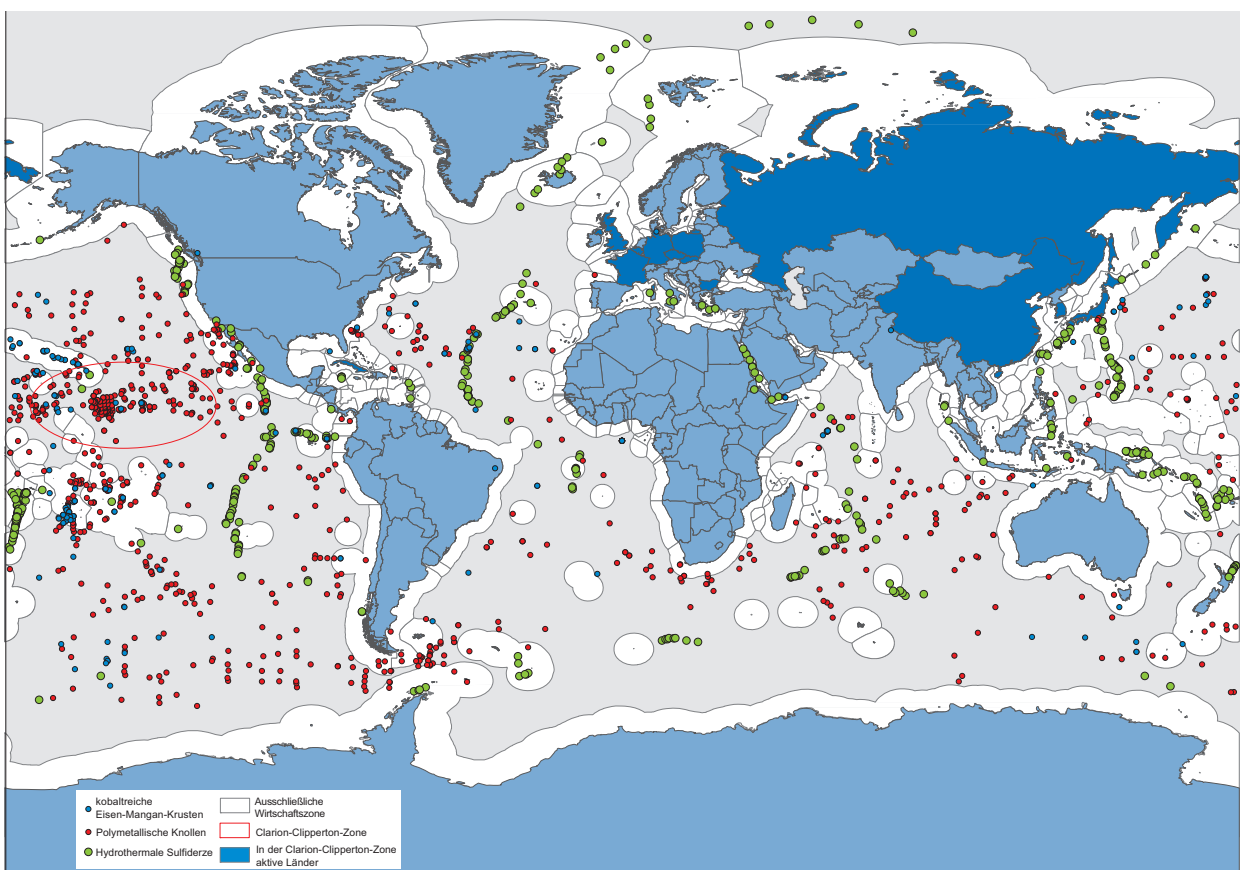 kobaltreiche
Eisen-Mangan-Krusten
Polymetallische Knollen
Hydrothermale Sulfiderze
Ausschließliche
Wirtschaftszone
Clarion-Clipperton-Zone
In der Clarion-Clipperton-Zone
aktive Länder